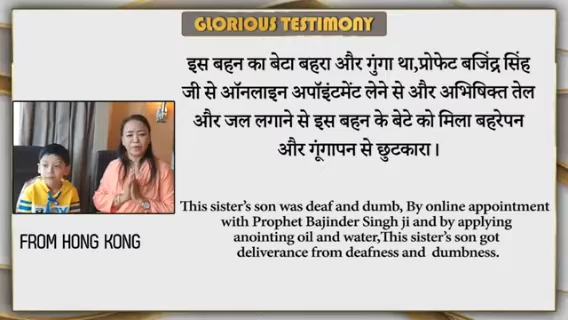 GLORIOUS TESTIMONY
इस बहन का बेटा बहरा और गुंगा था,प्रोफेट बजिंद्र सिंह
जी से ऑनलाइन अपॉइंटमेंट लेने से और अभिषिक्त तेल
और जल लगाने से इस बहन के बेटे को मिला बहरेपन
और गूंगापन से छुटकारा।
This sister's son was deaf and dumb, By online appointment
with Prophet Bajinder Singh ji and by applying
anointing oil and water,This sister's son got
deliverance from deafness and dumbness.
FROM HONG KONG